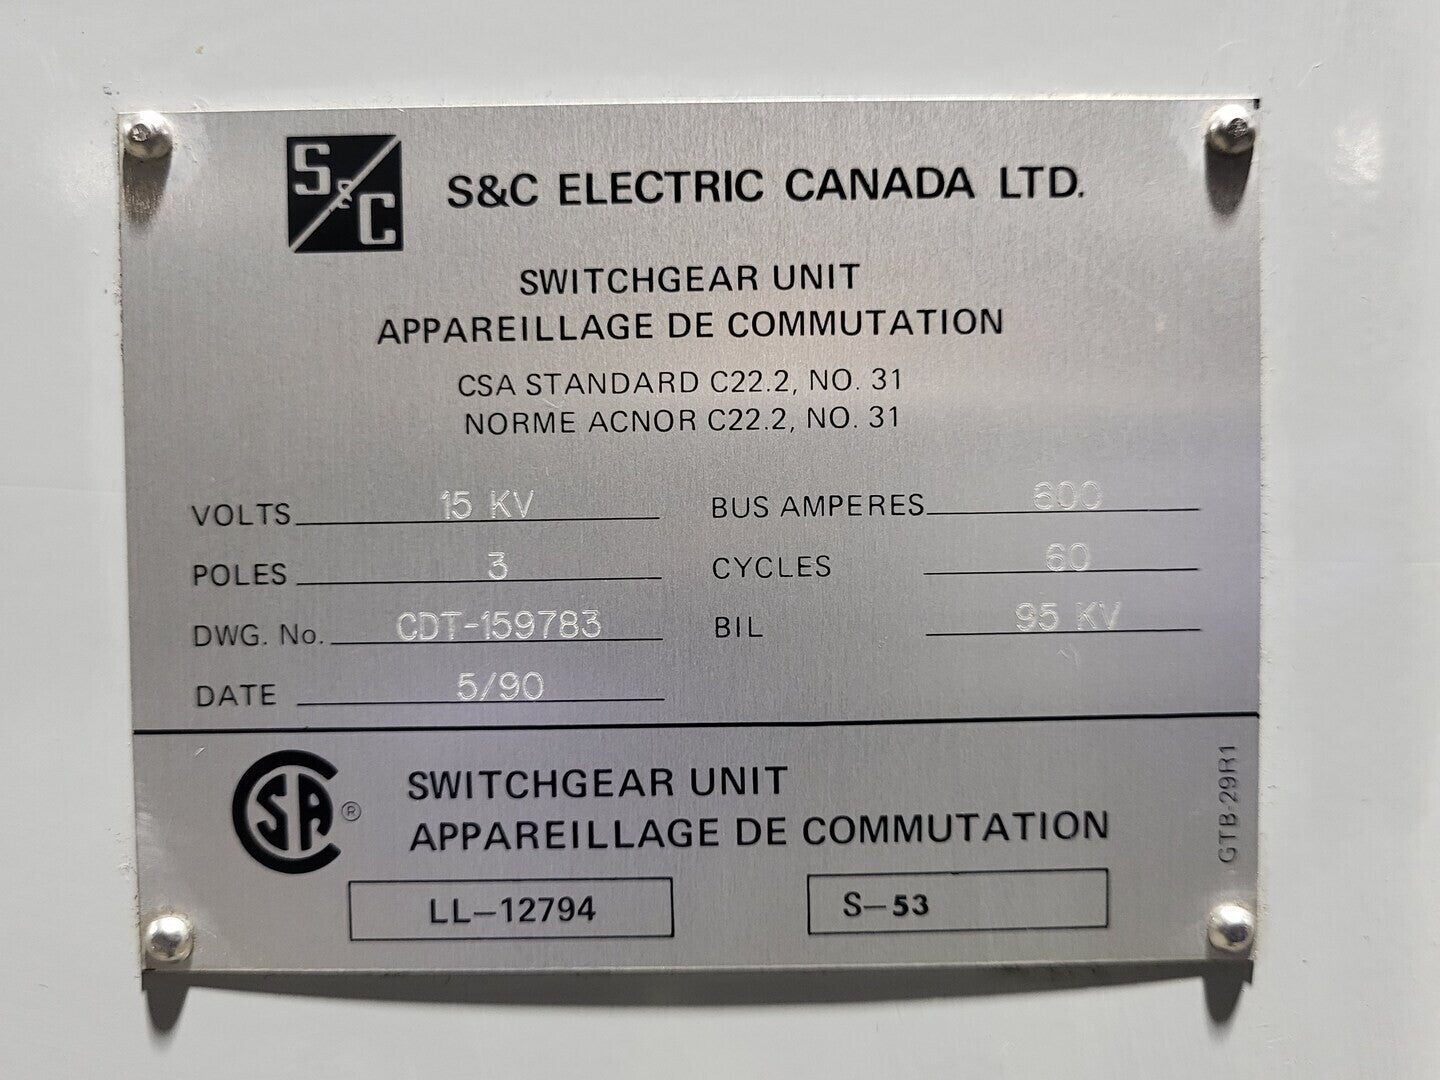 S&C
S&C ELECTRIC CANADA LTD.
SWITCHGEAR UNIT
APPAREILLAGE DE COMMUTATION
CSA STANDARD C22.2, NO. 31
NORME ACNOR C22.2, NO. 31
VOLTS 15 KV BUS AMPERES 600
POLES 3 CYCLES 60
DWG. No. CDT-159783 BIL 95 KV
DATE 5/90
CSA ® SWITCHGEAR UNIT
APPAREILLAGE DE COMMUTATION
LL-12794 S-53
GTB-29R1